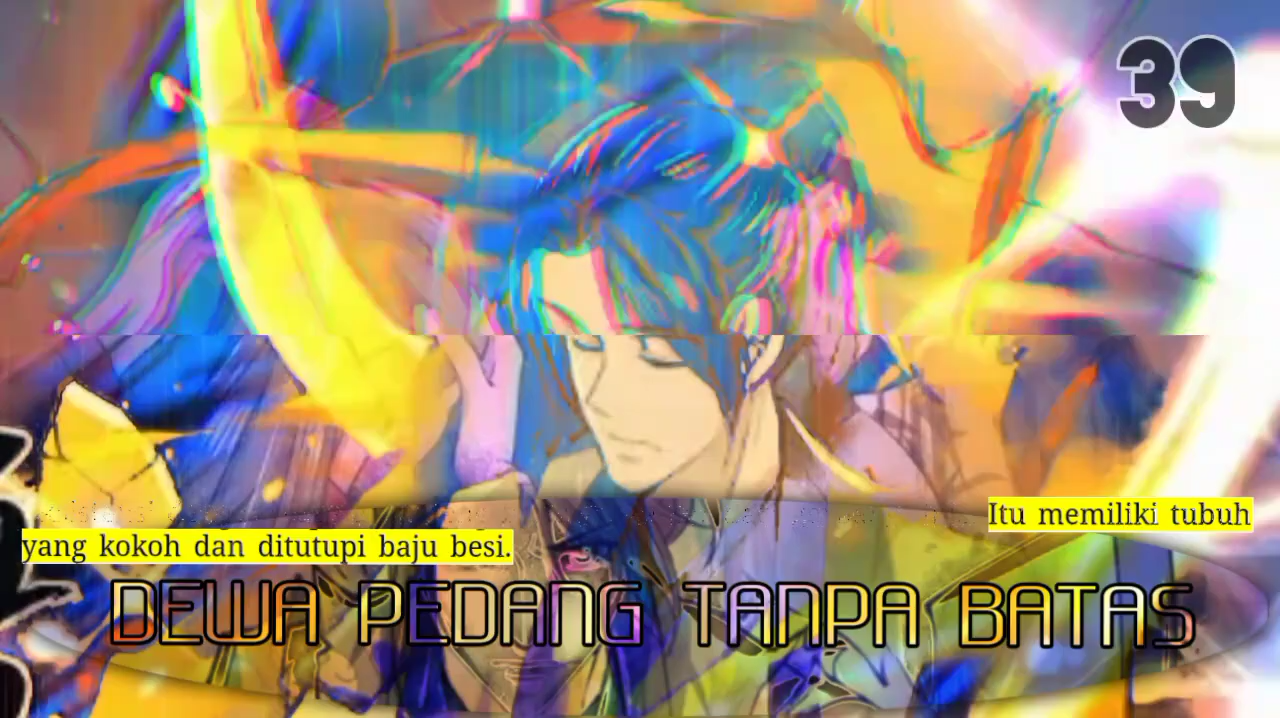 39
Itu memiliki tubuh
yang kokoh dan ditutupi baju besi.
DEWA PEDANG TANPA BATAS